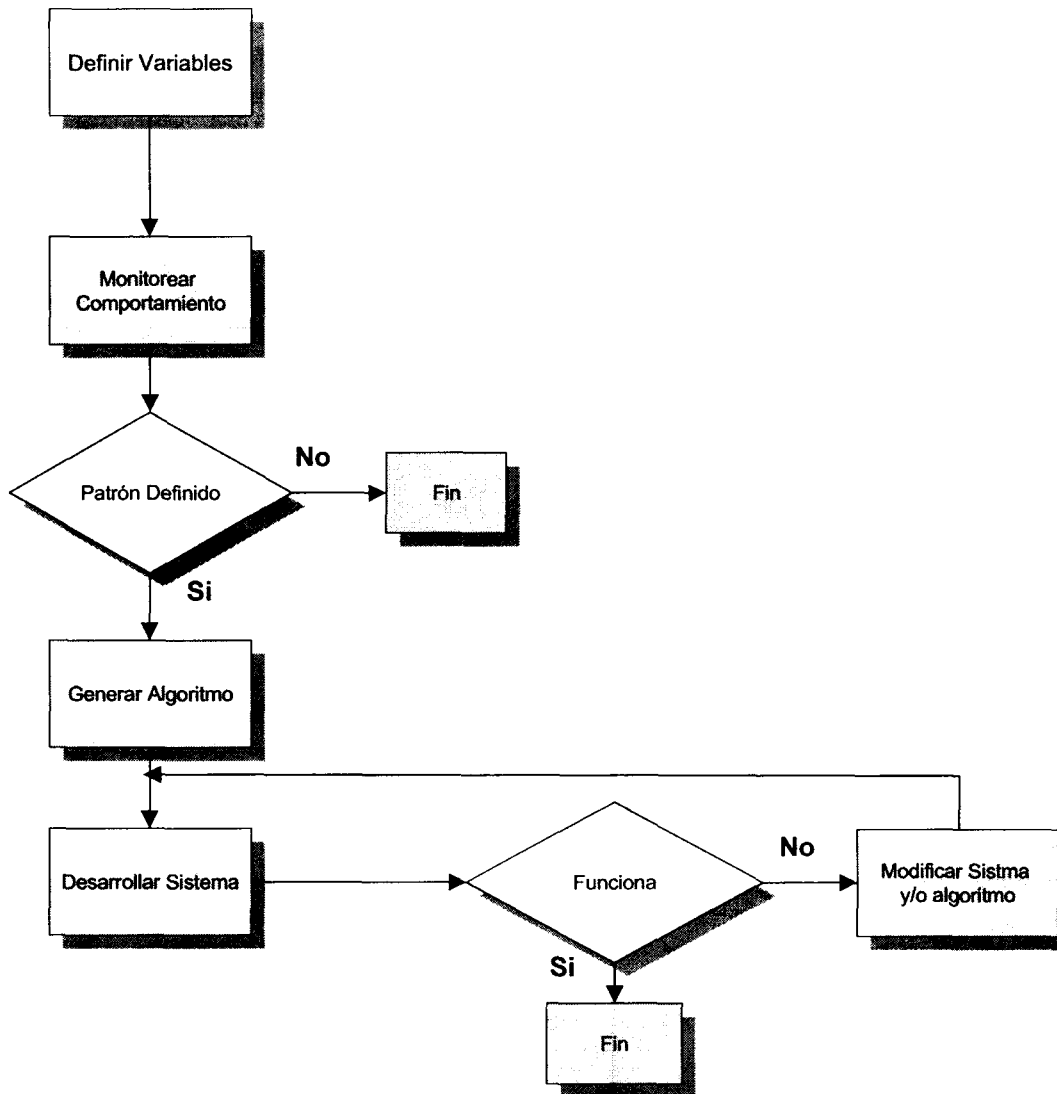 Definir Variables
Monitorear
Comportamiento
Patrón Definido
No
Fin
Si
Generar Algoritmo
Desarrollar Sistema
Funciona
No
Modificar Sistma
y/o algoritmo
Si
Fin